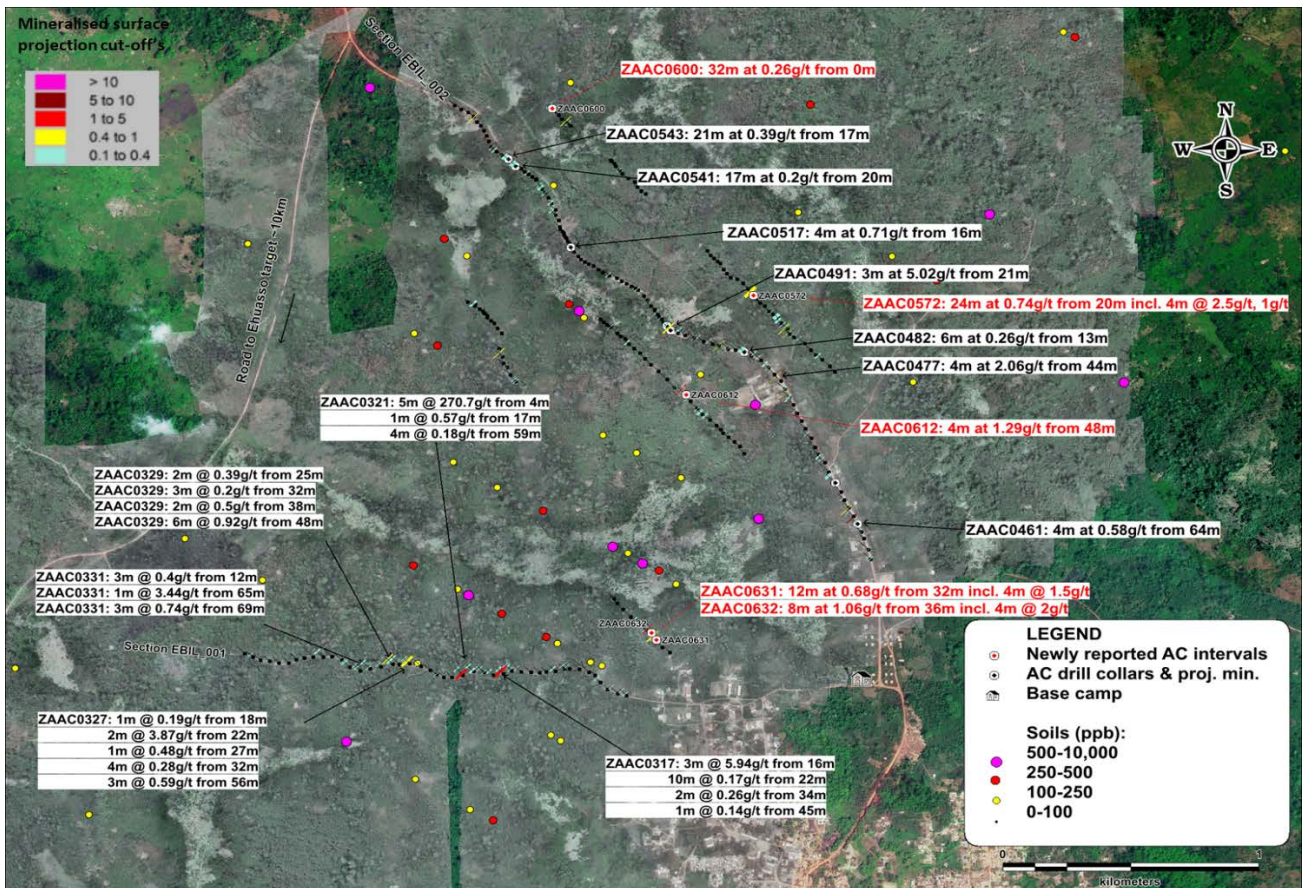 Mineralised surface
projection cut-off's
> 10
5 to 10
1 to 5
0.4 to 1
0.1 to 0.4
Section EBIL_002
ZAAC0600: 32m at 0.26g/t from 0m
ZAAC0600
ZAAC0543: 21m at 0.39g/t from 17m
ZAAC0541: 17m at 0.2g/t from 20m
N
W
E
S
ZAAC0517: 4m at 0.71g/t from 16m
ZAAC0491: 3m at 5.02g/t from 21m
ZAAC0572
ZAAC0572: 24m at 0.74g/t from 20m incl. 4m @ 2.5g/t, 1g/t
Road to Ehuasso target ~10km
ZAAC0482: 6m at 0.26g/t from 13m
ZAAC0477: 4m at 2.06g/t from 44m
ZAAC0612
ZAAC0612: 4m at 1.29g/t from 48m
ZAAC0321: 5m @ 270.7g/t from 4m
1m @ 0.57g/t from 17m
4m @ 0.18g/t from 59m
ZAAC0329: 2m @ 0.39g/t from 25m
ZAAC0329: 3m @ 0.2g/t from 32m
ZAAC0329: 2m @ 0.5g/t from 38m
ZAAC0329: 6m @ 0.92g/t from 48m
ZAAC0461: 4m at 0.58g/t from 64m
ZAAC0331: 3m @ 0.4g/t from 12m
ZAAC0331: 1m @ 3.44g/t from 65m
ZAAC0331: 3m @ 0.74g/t from 69m
ZAAC0631: 12m at 0.68g/t from 32m incl. 4m @ 1.5g/t
ZAAC0632: 8m at 1.06g/t from 36m incl. 4m @ 2g/t
ZAAC0632
ZAAC0631
Section EBIL_001
ZAAC0327: 1m @ 0.19g/t from 18m
2m @ 3.87g/t from 22m
1m @ 0.48g/t from 27m
4m @ 0.28g/t from 32m
3m @ 0.59g/t from 56m
ZAAC0317: 3m @ 5.94g/t from 16m
10m @ 0.17g/t from 22m
2m @ 0.26g/t from 34m
1m @ 0.14g/t from 45m
LEGEND
Newly reported AC intervals
AC drill collars & proj. min.
Base camp
Soils (ppb):
500-10,000
250-500
100-250
0-100
0
1
kilometers